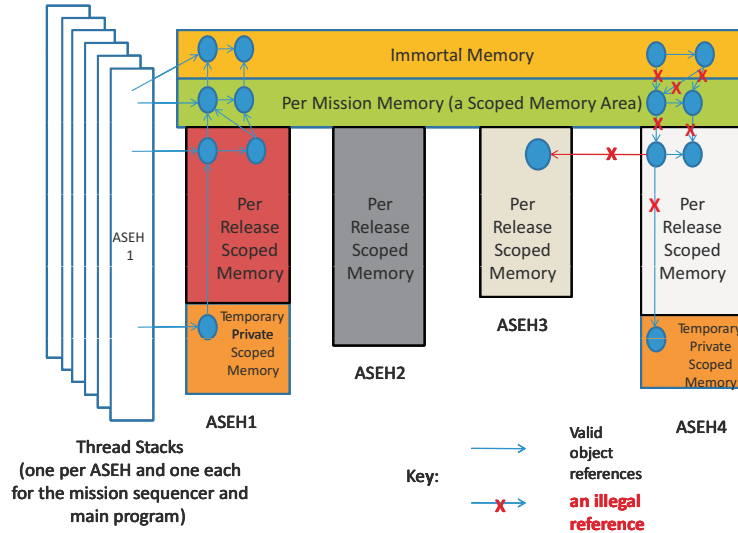 Immortal Memory
Per Mission Memory (a Scoped Memory Area)
X
X
X
X
X
ASEH
1
Per
Release
Scoped
Memory
Per
Release
Scoped
Memory
Per
Release
Scoped
Memory
X
Per
Release
Scoped
Memory
X
Temporary
Private
Scoped
Memory
Temporary
Private
Scoped
Memory
ASEH1
ASEH2
ASEH3
ASEH4
Thread Stacks
(one per ASEH and one each
for the mission sequencer and
main program)
Key:
Valid
object
references
X
an illegal
reference